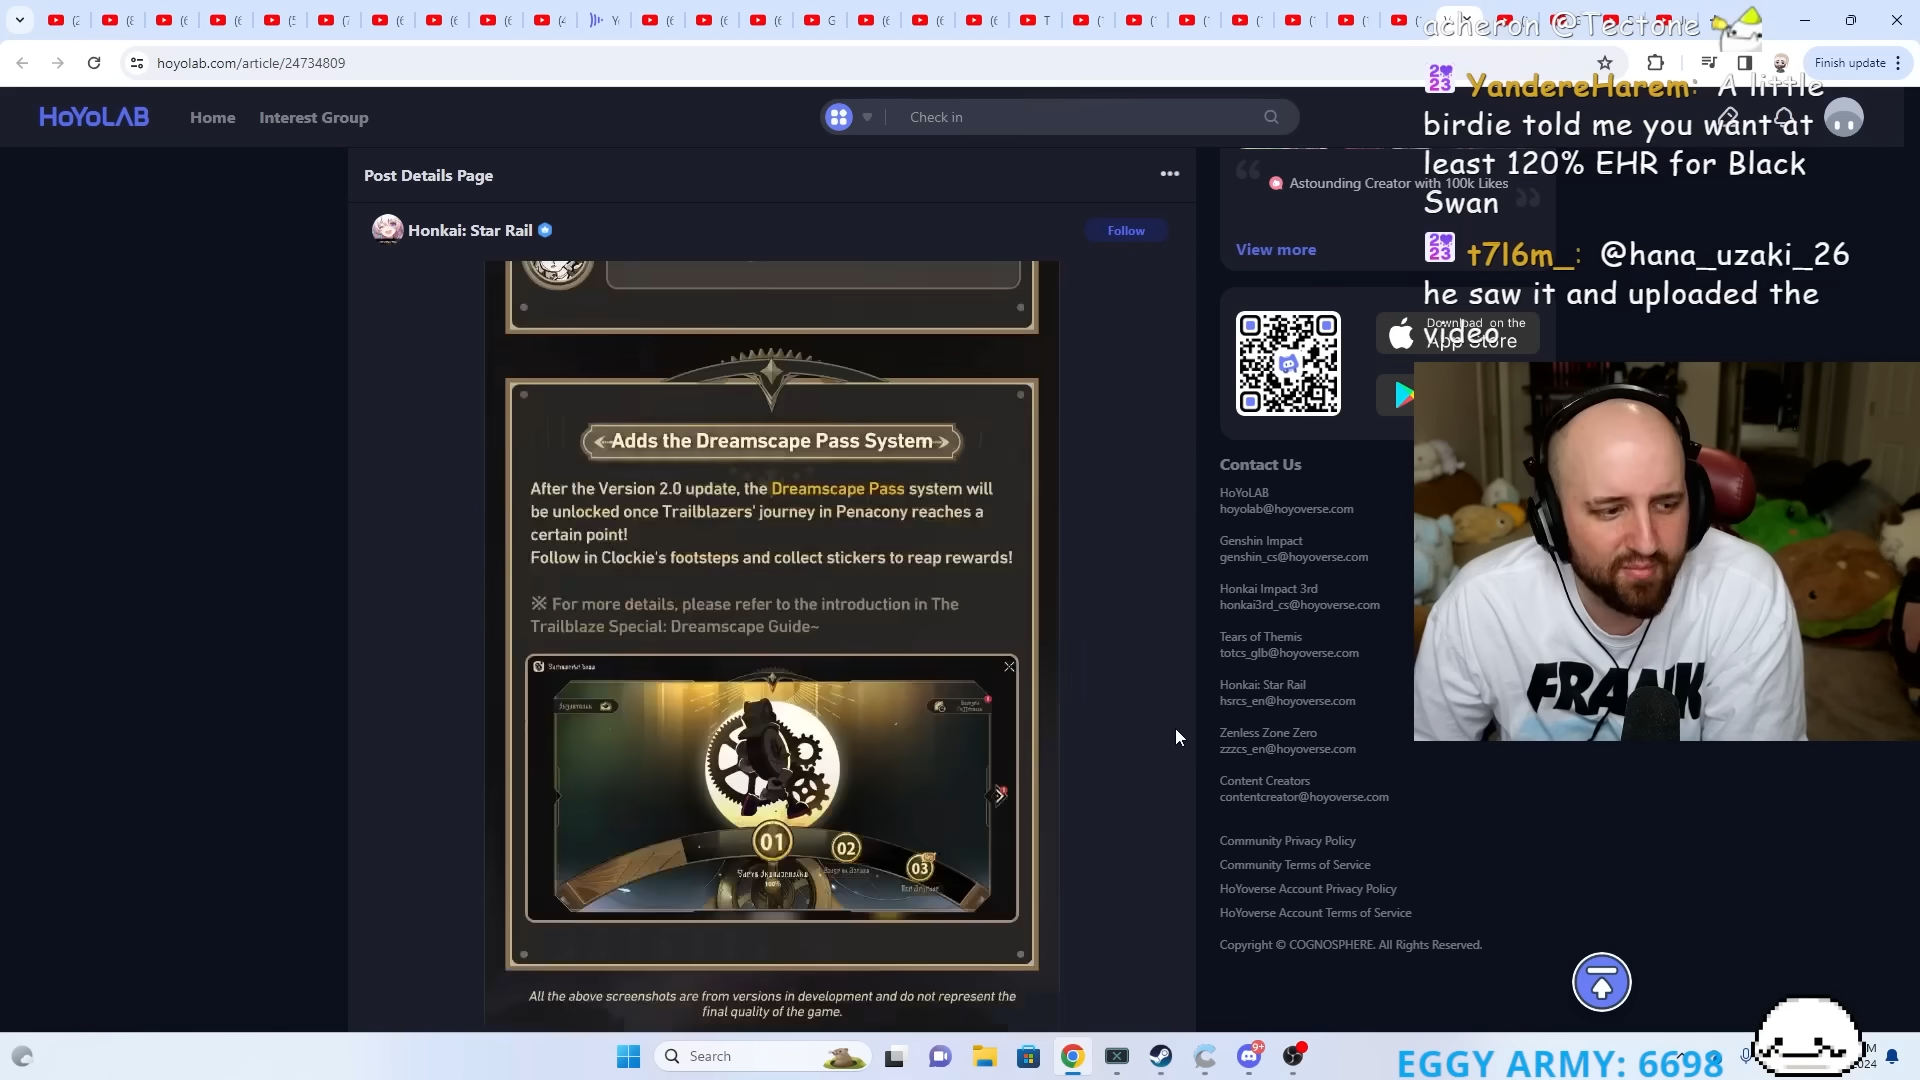 hoyolab.com/article/24734809
Finish update
HoYoLAB
Home
Interest Group
Check in
acheron @Tectone
YandereHarem: A little
birdie told me you want at
least 120% EHR for Black
Swan
t7l6m_: @hana_uzaki_26
he saw it and uploaded the
video
Post Details Page
Honkai: Star Rail
Follow
Adds the Dreamscape Pass System
After the Version 2.0 update, the Dreamscape Pass system will
be unlocked once Trailblazers' journey in Penacony reaches a
certain point!
Follow in Clockie's footsteps and collect stickers to reap rewards!
※ For more details, please refer to the introduction in The
Trailblaze Special: Dreamscape Guide~
01
02
03
100%
All the above screenshots are from versions in development and do not represent the
final quality of the game.
Astounding Creator with 100k Likes
View more
Download on the
App Store
Contact Us
HoYoLAB
hoyolab@hoyoverse.com
Genshin Impact
genshin_cs@hoyoverse.com
Honkai Impact 3rd
honkai3rd_cs@hoyoverse.com
Tears of Themis
totcs_glb@hoyoverse.com
Honkai: Star Rail
hsrcs_en@hoyoverse.com
Zenless Zone Zero
zzzcs_en@hoyoverse.com
Content Creators
contentcreator@hoyoverse.com
Community Privacy Policy
Community Terms of Service
HoYoverse Account Privacy Policy
HoYoverse Account Terms of Service
Copyright © COGNOSPHERE. All Rights Reserved.
FRANK
Search
9+
EGGY ARMY: 6698